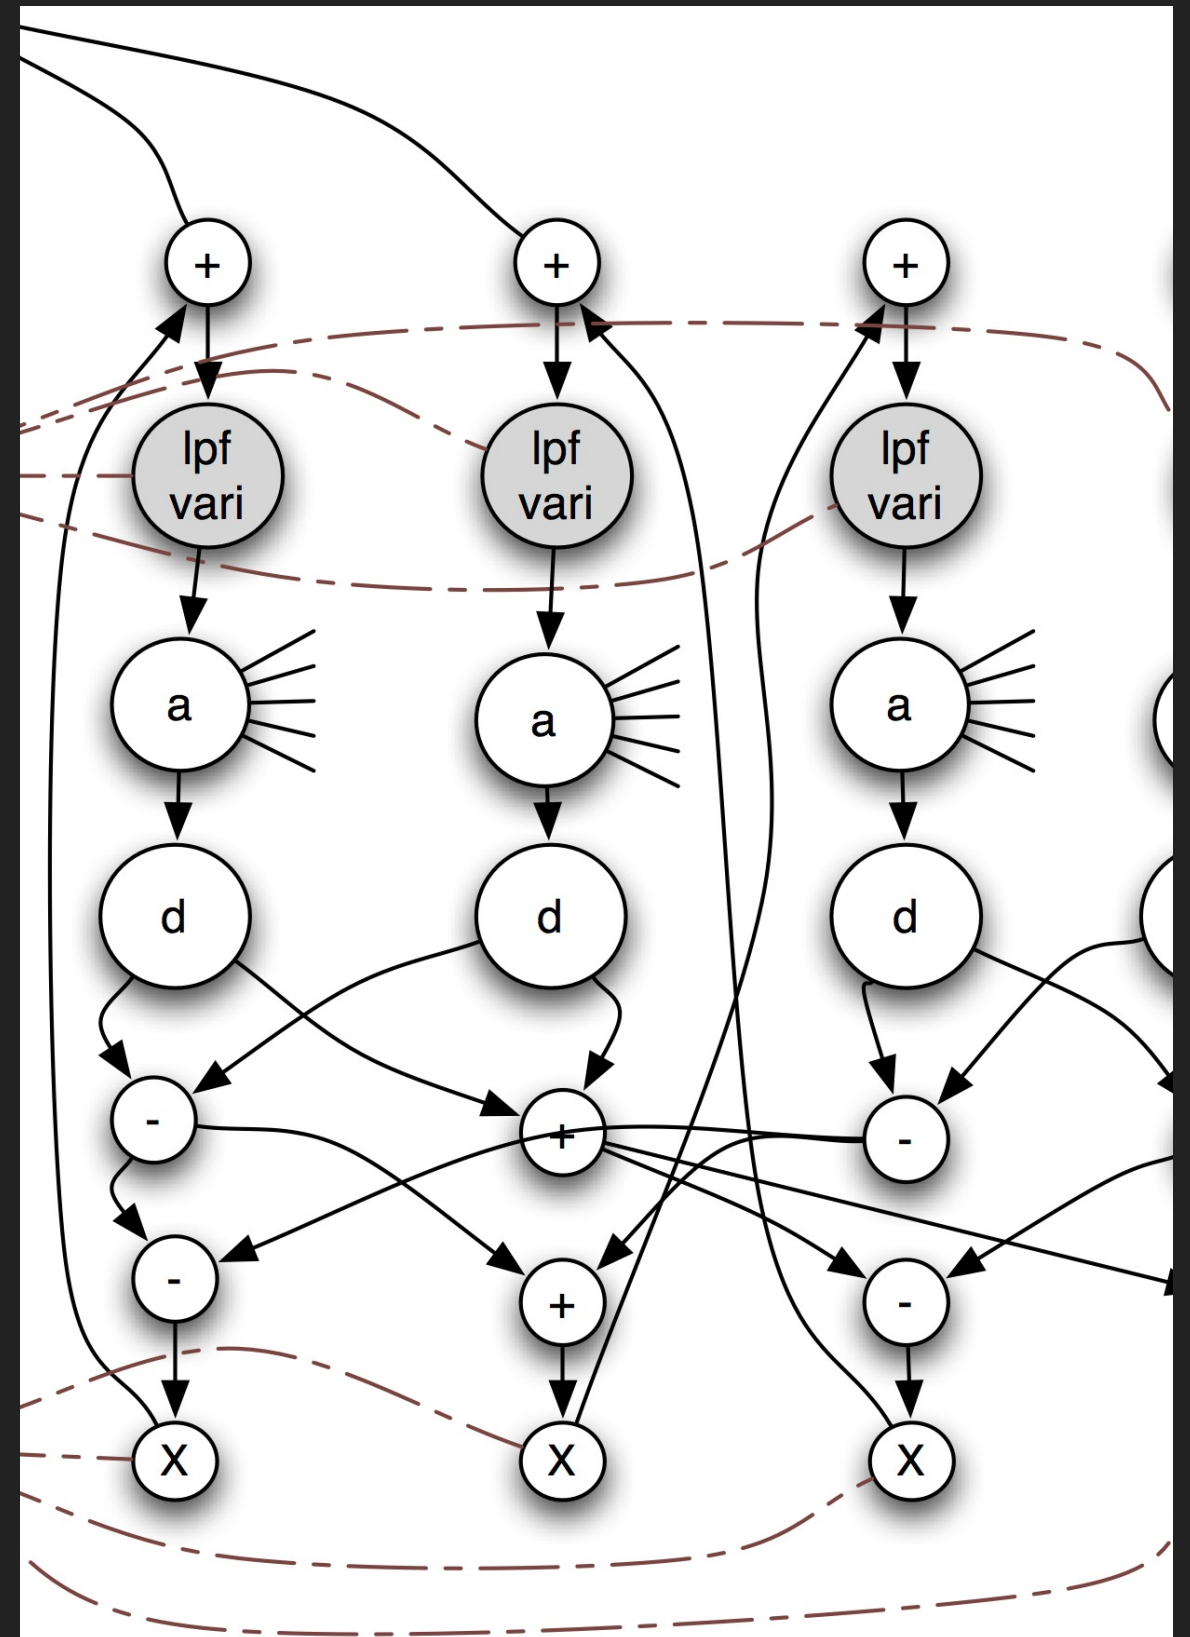 + + +
lpf lpf lpf
vari vari vari
a a a
d d d
- + -
- + -
X X X